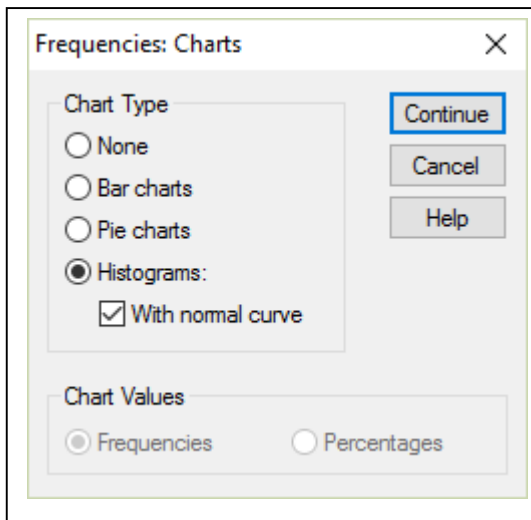 Frequencies: Charts
Chart Type
None
Bar charts
Pie charts
Histograms:
With normal curve
Continue
Cancel
Help
Chart Values
Frequencies
Percentages